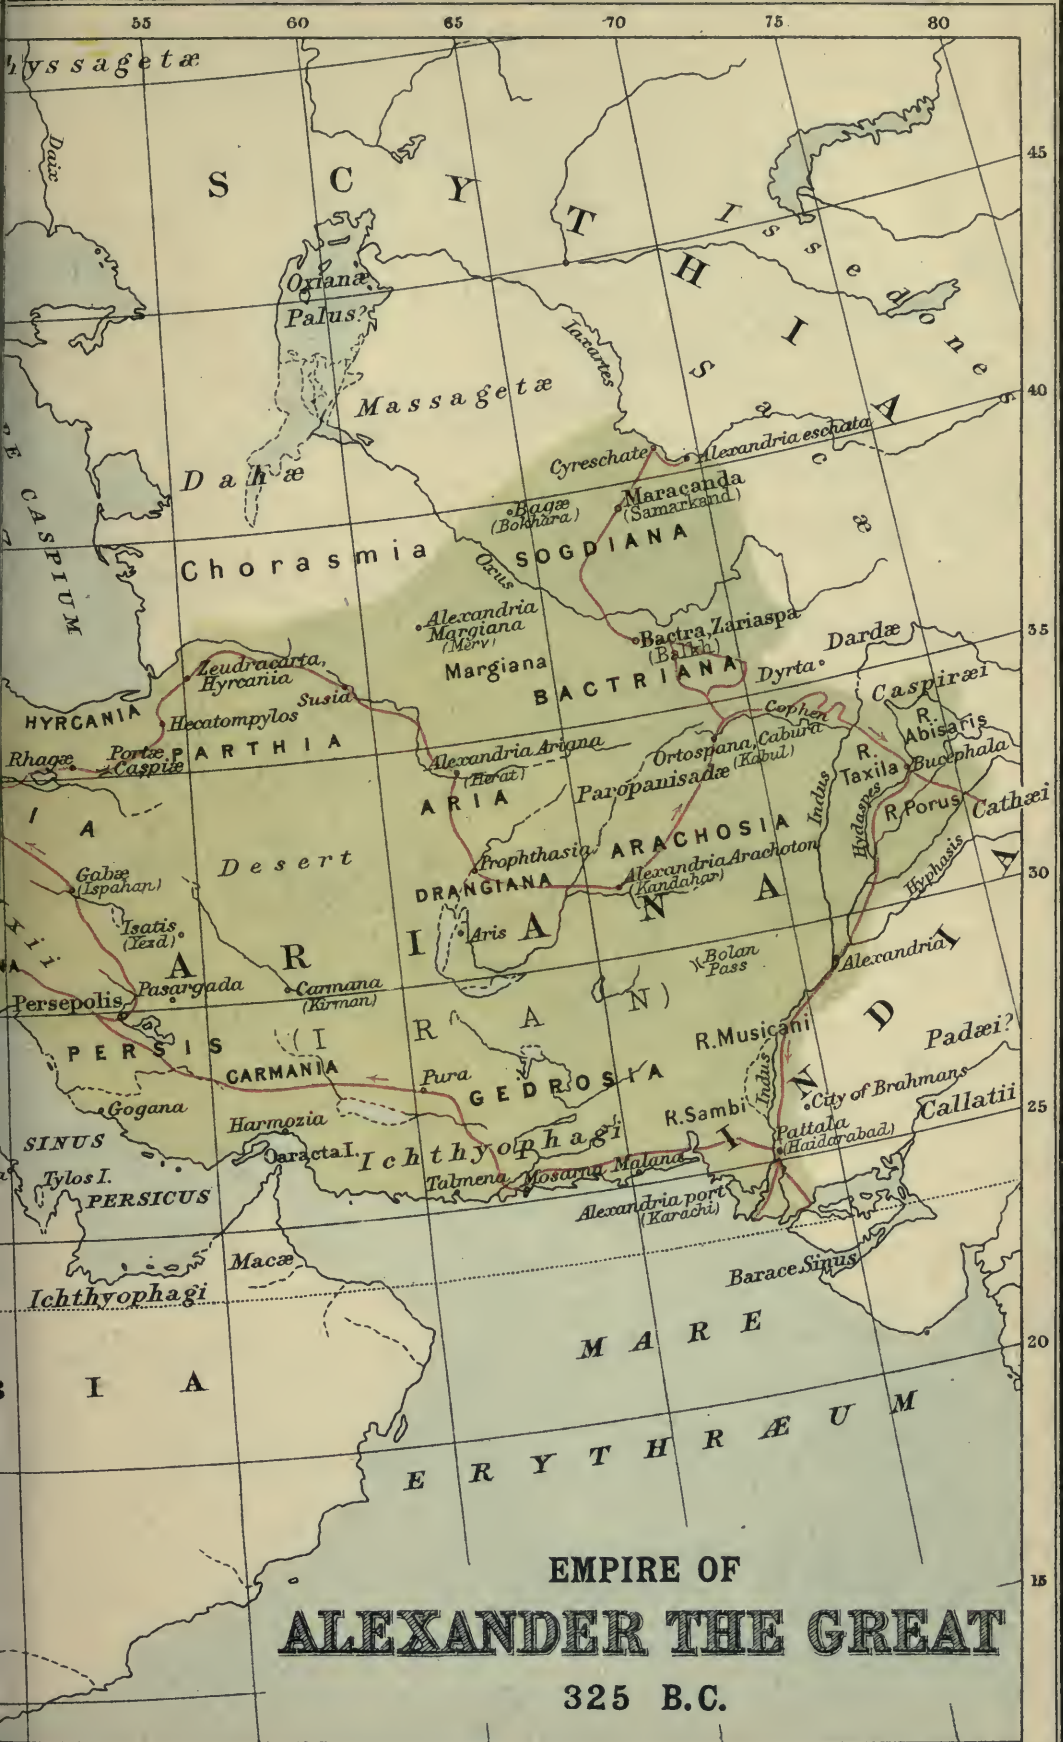 55 60 65 70 75 80
yssagetæ
Daix
S C Y T H I A
45
Issedones
Oxianæ
Palus?
Iaxartes
Massagetæ
Sacæ
40
Cyreschate
Alexandria eschata
Dahæ
CASPIUM
Maracanda
(Samarkand)
Bagæ
(Bokhara)
SOGDIANA
Chorasmia
Oxus
Alexandria
Margiana
(Merv)
Bactra, Zariaspa
(Balkh)
35
Dardæ
Margiana
BACTRIANA
Dyrta
Zeudracarta,
Hyrcania
Susia
Caspiræi
HYRCANIA
Hecatompylos
Cophen
R.
Abisaris
Rhagæ
Portæ
Caspiæ
PARTHIA
Alexandria Ariana
(Herat)
Ortospana, Cabura
(Kabul)
R.
Taxila
Bucephala
Paropanisadæ
ARIA
Indus
Hydaspes
R. Porus
Cathæi
I A
Desert
Prophthasia
ARACHOSIA
Alexandria Arachoton
(Kandahar)
Hyphasis
30
Gabæ
(Ispahan)
DRANGIANA
Isatis
(Yezd)
Aris
A R I A N A
Bolan
Pass
Alexandria
xii
NA
Pasargada
Carmana
(Kirman)
Persepolis
(I R A N)
R. Musicani
INDIA
Padæi?
PERSIS
CARMANIA
Pura
GEDROSIA
Indus
City of Brahmans
Gogana
R. Sambi
Callatii
25
Harmozia
SINUS
Oaracta I.
Ichthyophagi
Pattala
(Haidarabad)
Tylos I.
PERSICUS
Talmena
Mosarna
Malana
Alexandria port
(Karachi)
Macæ
Barace Sinus
Ichthyophagi
MARE
20
I A
ERYTHRÆUM
EMPIRE OF
15
ALEXANDER THE GREAT
325 B.C.